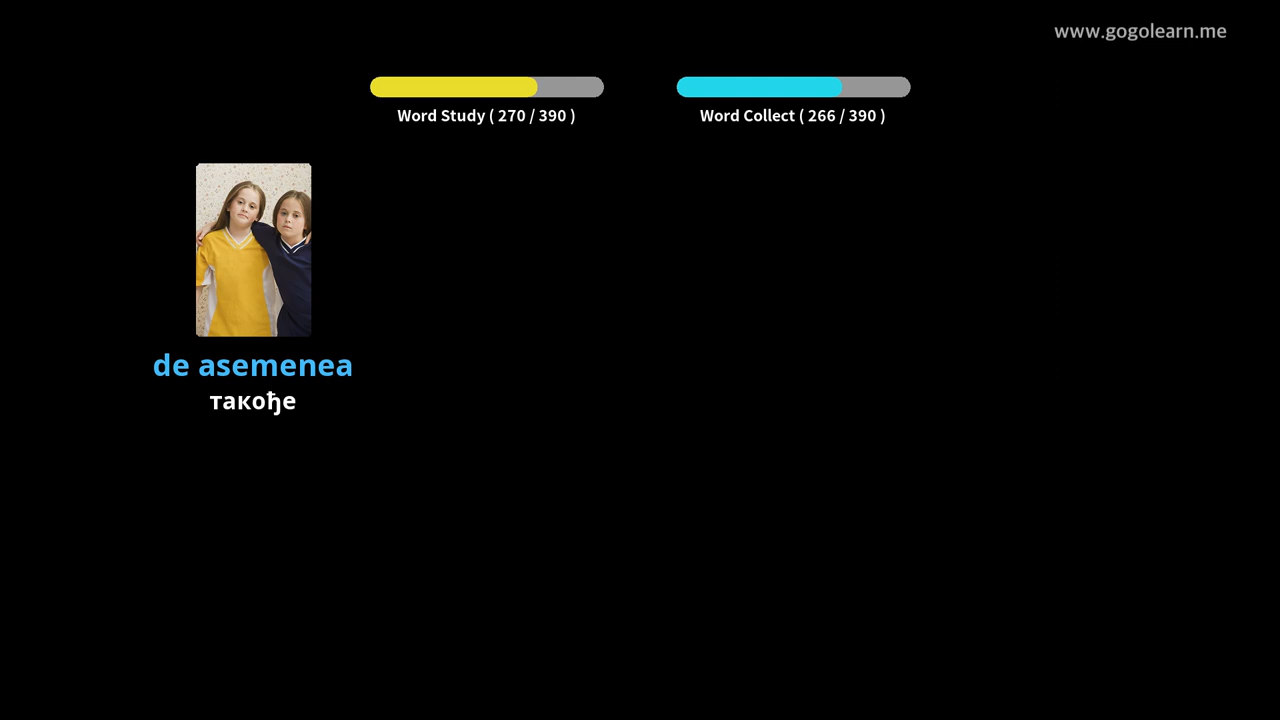 www.gogolearn.me
Word Study ( 270 / 390 )
Word Collect ( 266 / 390 )
de asemenea
такође